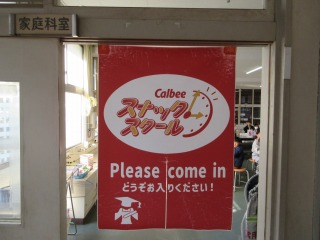 家庭科室
Calbee
スナック
スクール
Please come in
どうぞお入りください!